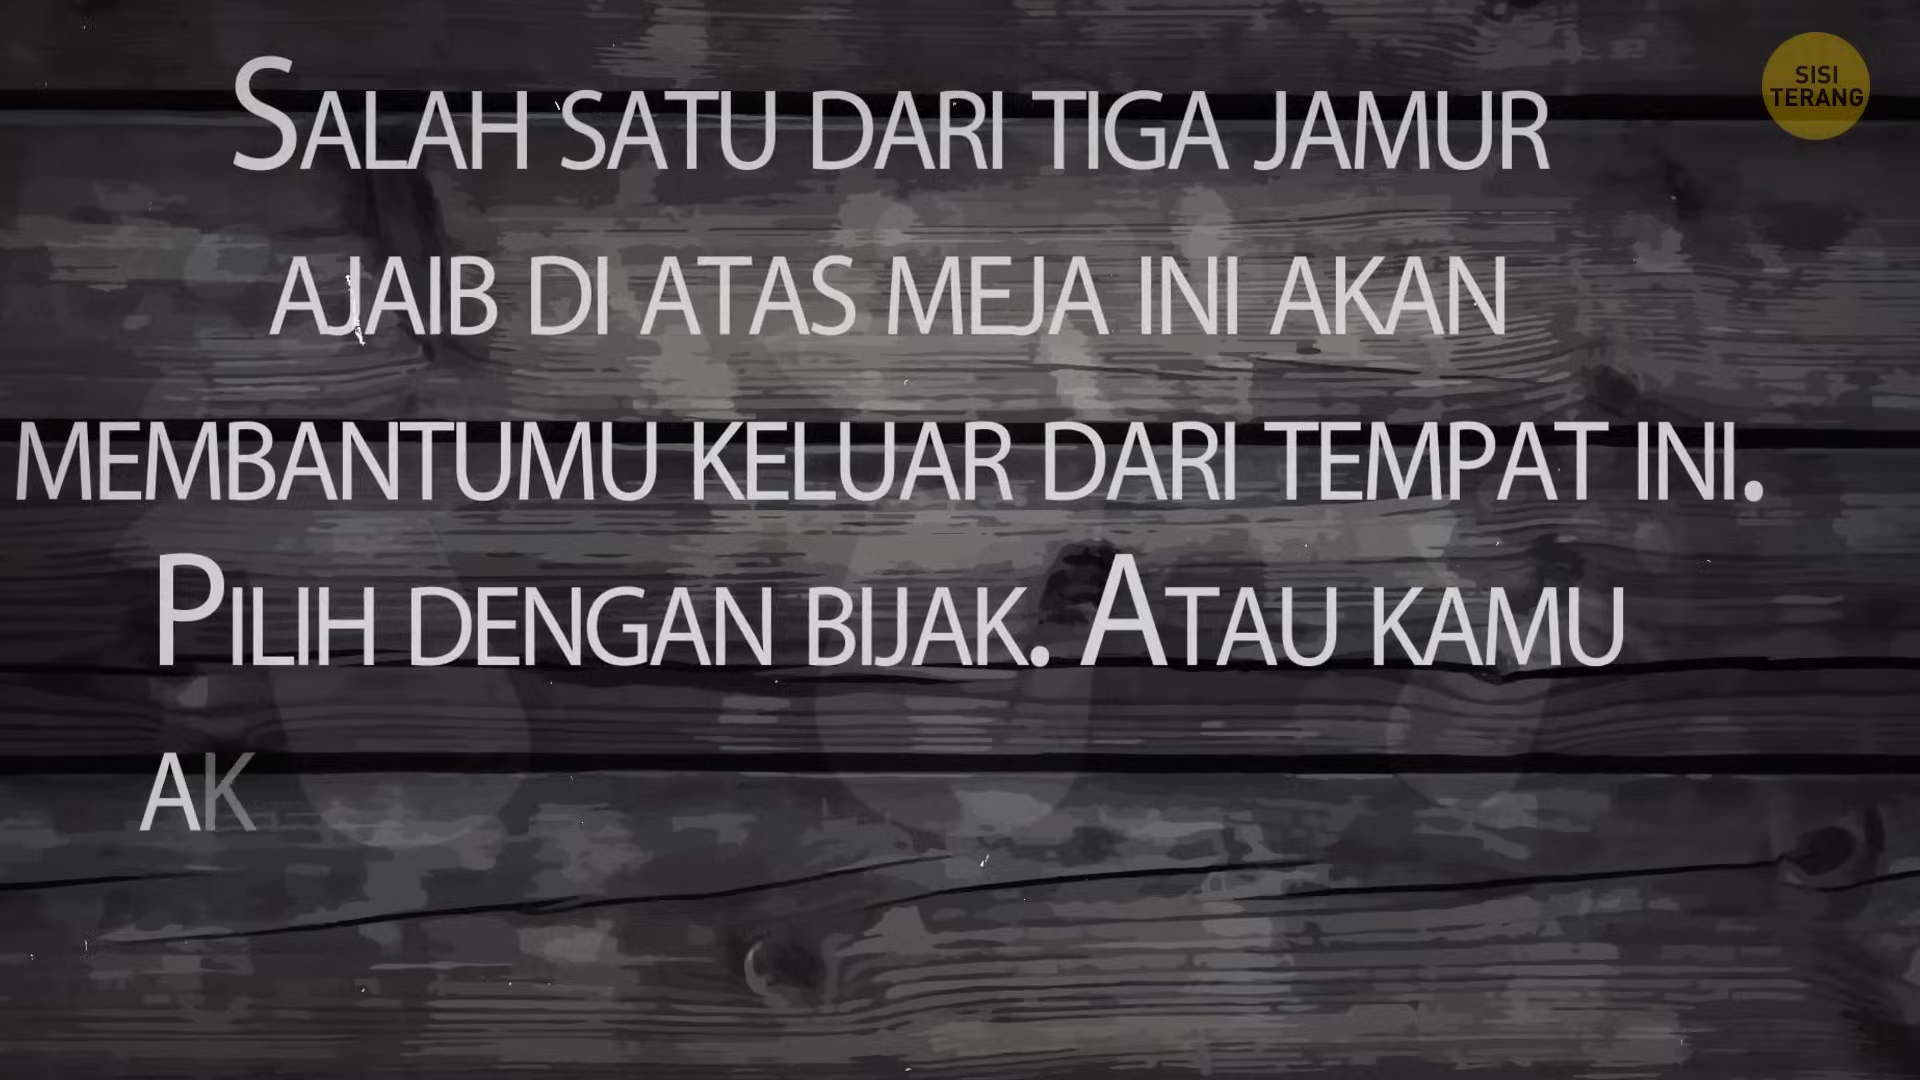 Salah satu dari tiga jamur
ajaib di atas meja ini akan
membantumu keluar dari tempat ini.
Pilih dengan bijak. Atau kamu
ak
SISI
TERANG